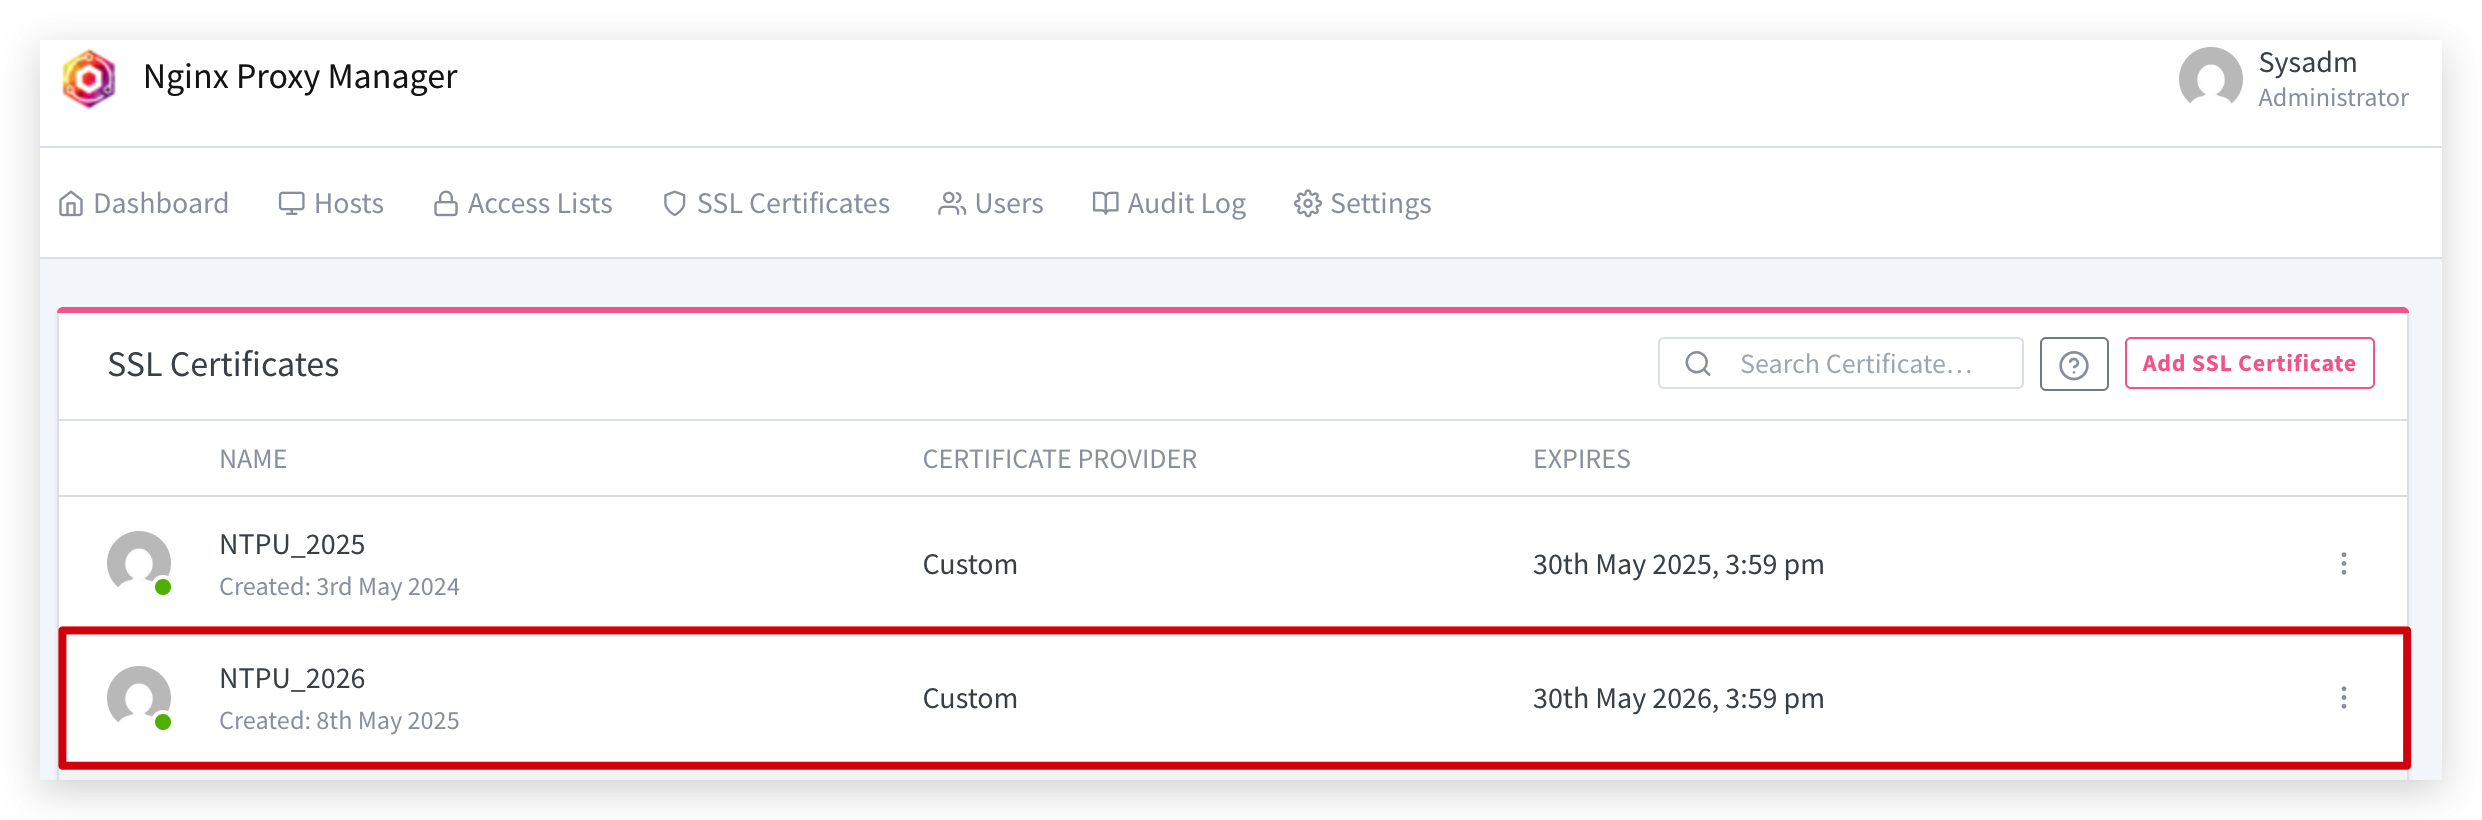 Nginx Proxy Manager
Sysadm
Administrator
Dashboard Hosts Access Lists SSL Certificates Users Audit Log Settings
SSL Certificates
Search Certificate…
Add SSL Certificate
NAME CERTIFICATE PROVIDER EXPIRES
NTPU_2025
Created: 3rd May 2024
Custom
30th May 2025, 3:59 pm
NTPU_2026
Created: 8th May 2025
Custom
30th May 2026, 3:59 pm